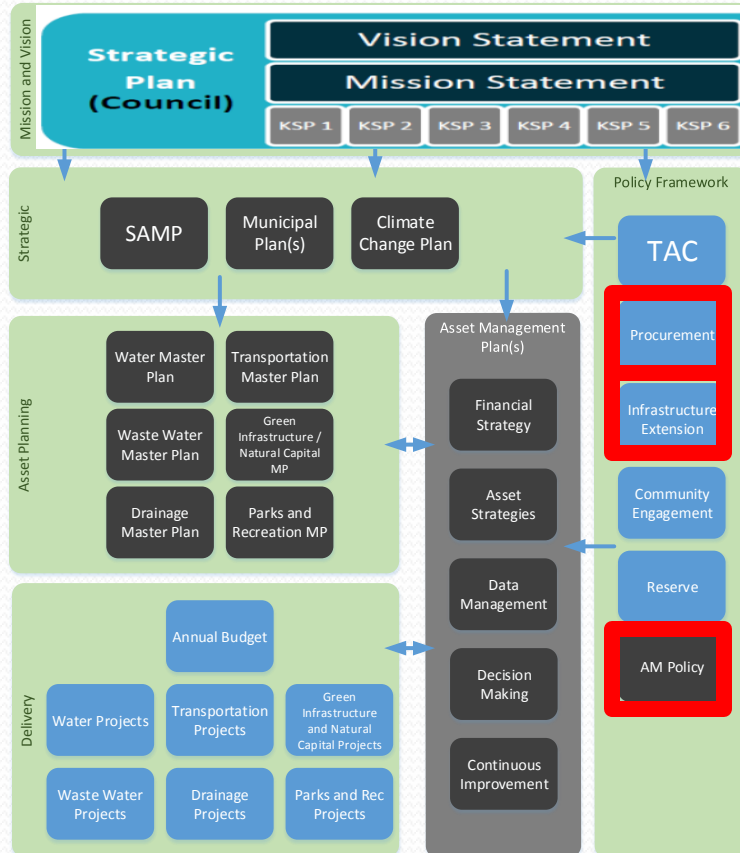 Mission and Vision
Strategic
Plan
(Council)
Vision Statement
Mission Statement
KSP 1
KSP 2
KSP 3
KSP 4
KSP 5
KSP 6
Strategic
SAMP
Municipal
Plan(s)
Climate
Change Plan
Policy Framework
TAC
Procurement
Infrastructure
Extension
Community
Engagement
Reserve
AM Policy
Asset Planning
Water Master
Plan
Transportation
Master Plan
Waste Water
Master Plan
Green
Infrastructure /
Natural Capital
MP
Drainage
Master Plan
Parks and
Recreation MP
Asset Management
Plan(s)
Financial
Strategy
Asset
Strategies
Data
Management
Decision
Making
Continuous
Improvement
Delivery
Annual Budget
Water Projects
Transportation
Projects
Green
Infrastructure
and Natural
Capital Projects
Waste Water
Projects
Drainage
Projects
Parks and Rec
Projects